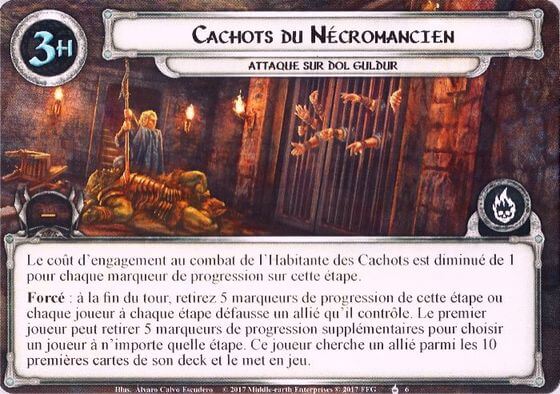 3H
CACHOTS DU NÉCROMANCIEN
ATTAQUE SUR DOL GULDUR
Le coût d'engagement au combat de l'Habitante des Cachots est diminué de 1
pour chaque marqueur de progression sur cette étape.
Forcé : à la fin du tour, retirez 5 marqueurs de progression de cette étape ou
chaque joueur à chaque étape défausse un allié qu'il contrôle. Le premier
joueur peut retirer 5 marqueurs de progression supplémentaires pour choisir
un joueur à n'importe quelle étape. Ce joueur cherche un allié parmi les 10
premières cartes de son deck et le met en jeu.
Illus. Álvaro Calvo Escudero © 2017 Middle-earth Enterprises © 2017 FFG 6